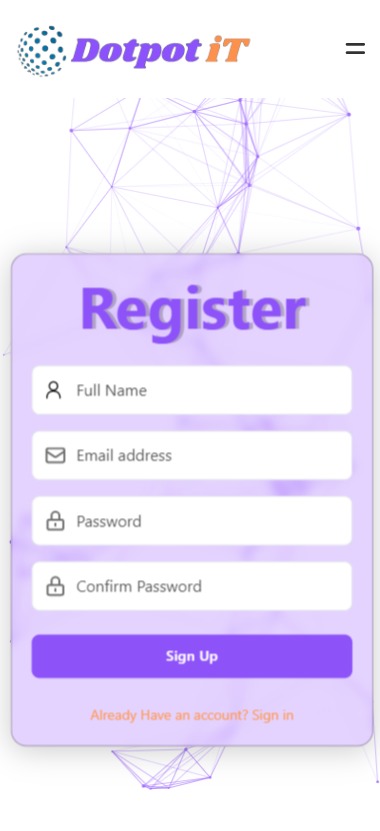 Dotpot iT
Register
Full Name
Email address
Password
Confirm Password
Sign Up
Already Have an account? Sign in